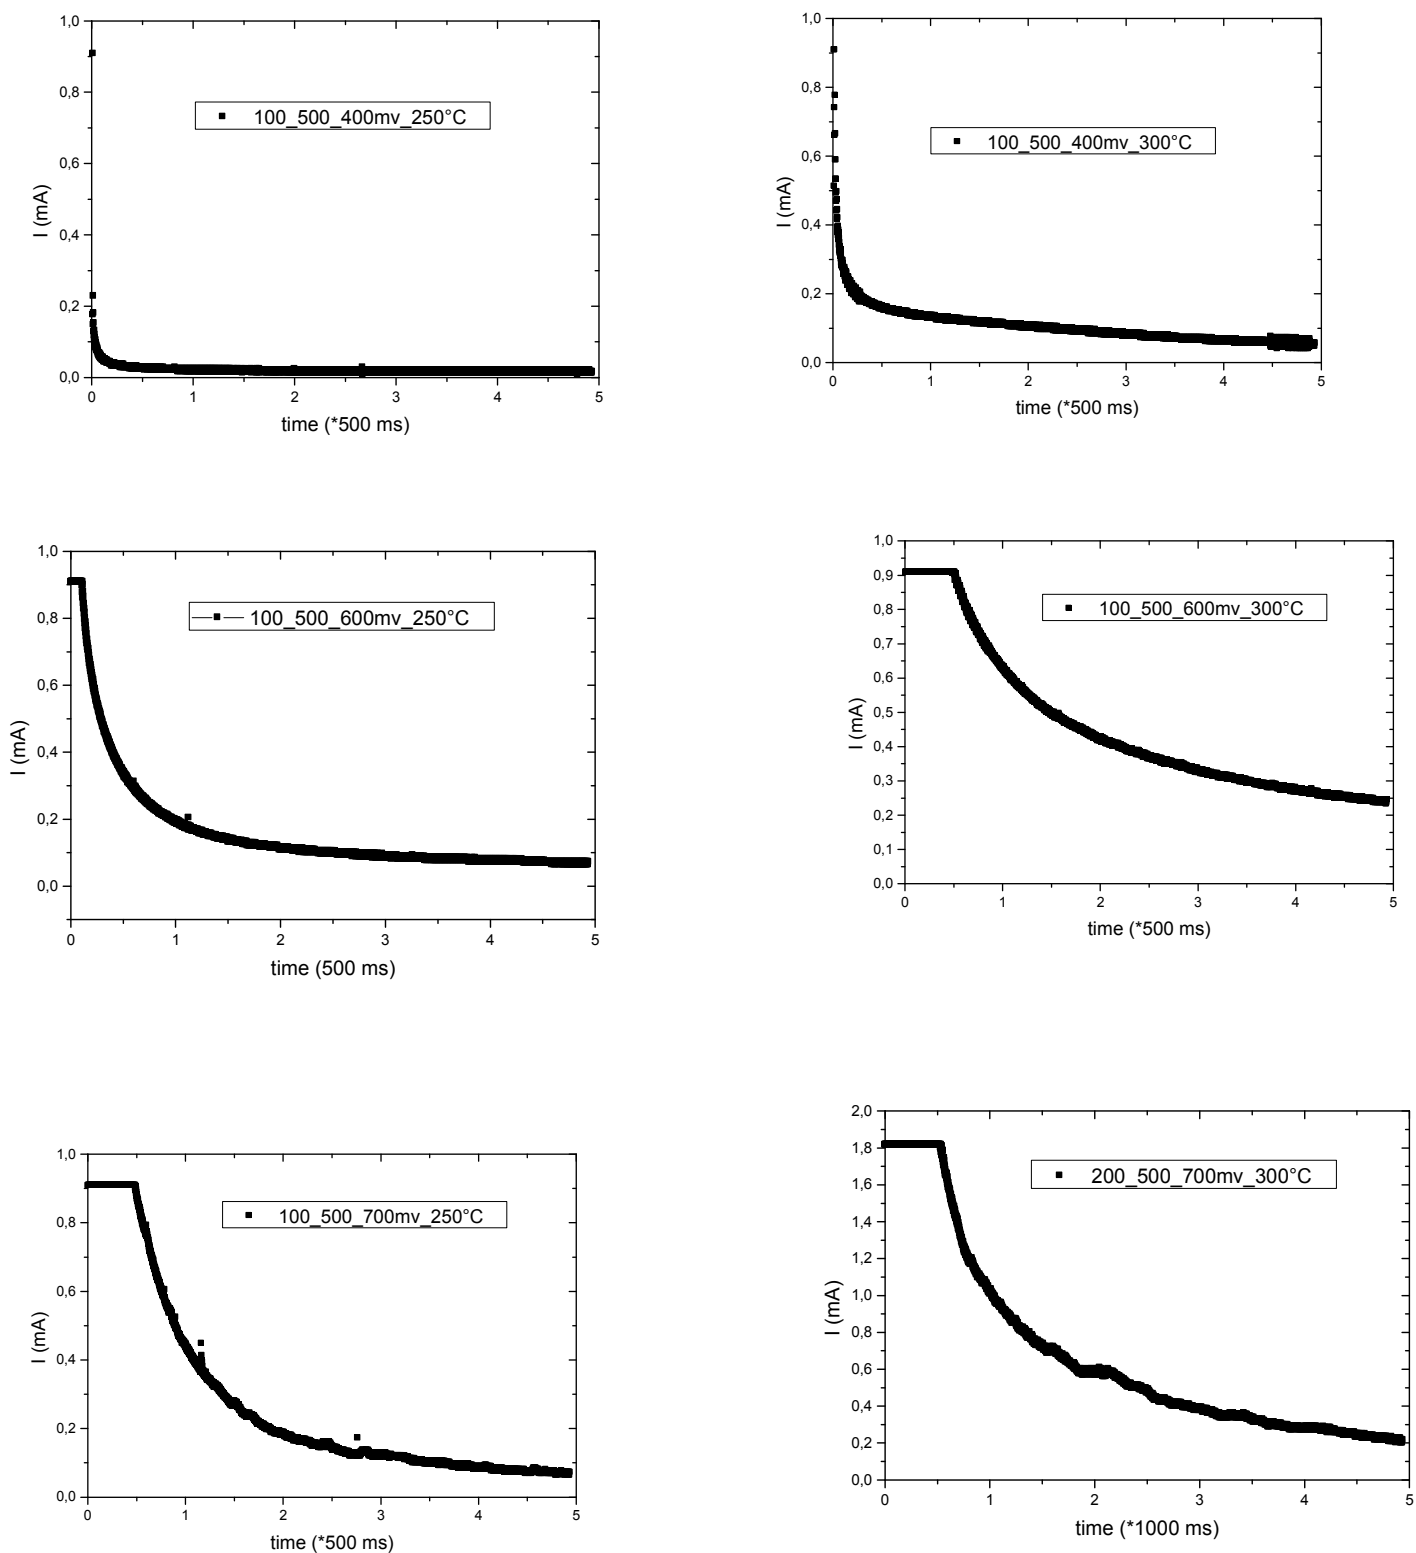 1,0
0,8
0,6
0,4
0,2
0,0
I (mA)
100_500_400mv_250°C
0 1 2 3 4 5
time (*500 ms)
1,0
0,8
0,6
0,4
0,2
0,0
I (mA)
100_500_400mv_300°C
0 1 2 3 4 5
time (*500 ms)
1,0
0,8
0,6
0,4
0,2
0,0
I (mA)
100_500_600mv_250°C
0 1 2 3 4 5
time (500 ms)
1,0
0,9
0,8
0,7
0,6
0,5
0,4
0,3
0,2
0,1
0,0
I (mA)
100_500_600mv_300°C
0 1 2 3 4 5
time (*500 ms)
1,0
0,8
0,6
0,4
0,2
0,0
I (mA)
100_500_700mv_250°C
0 1 2 3 4 5
time (*500 ms)
2,0
1,8
1,6
1,4
1,2
1,0
0,8
0,6
0,4
0,2
0,0
I (mA)
200_500_700mv_300°C
0 1 2 3 4 5
time (*1000 ms)